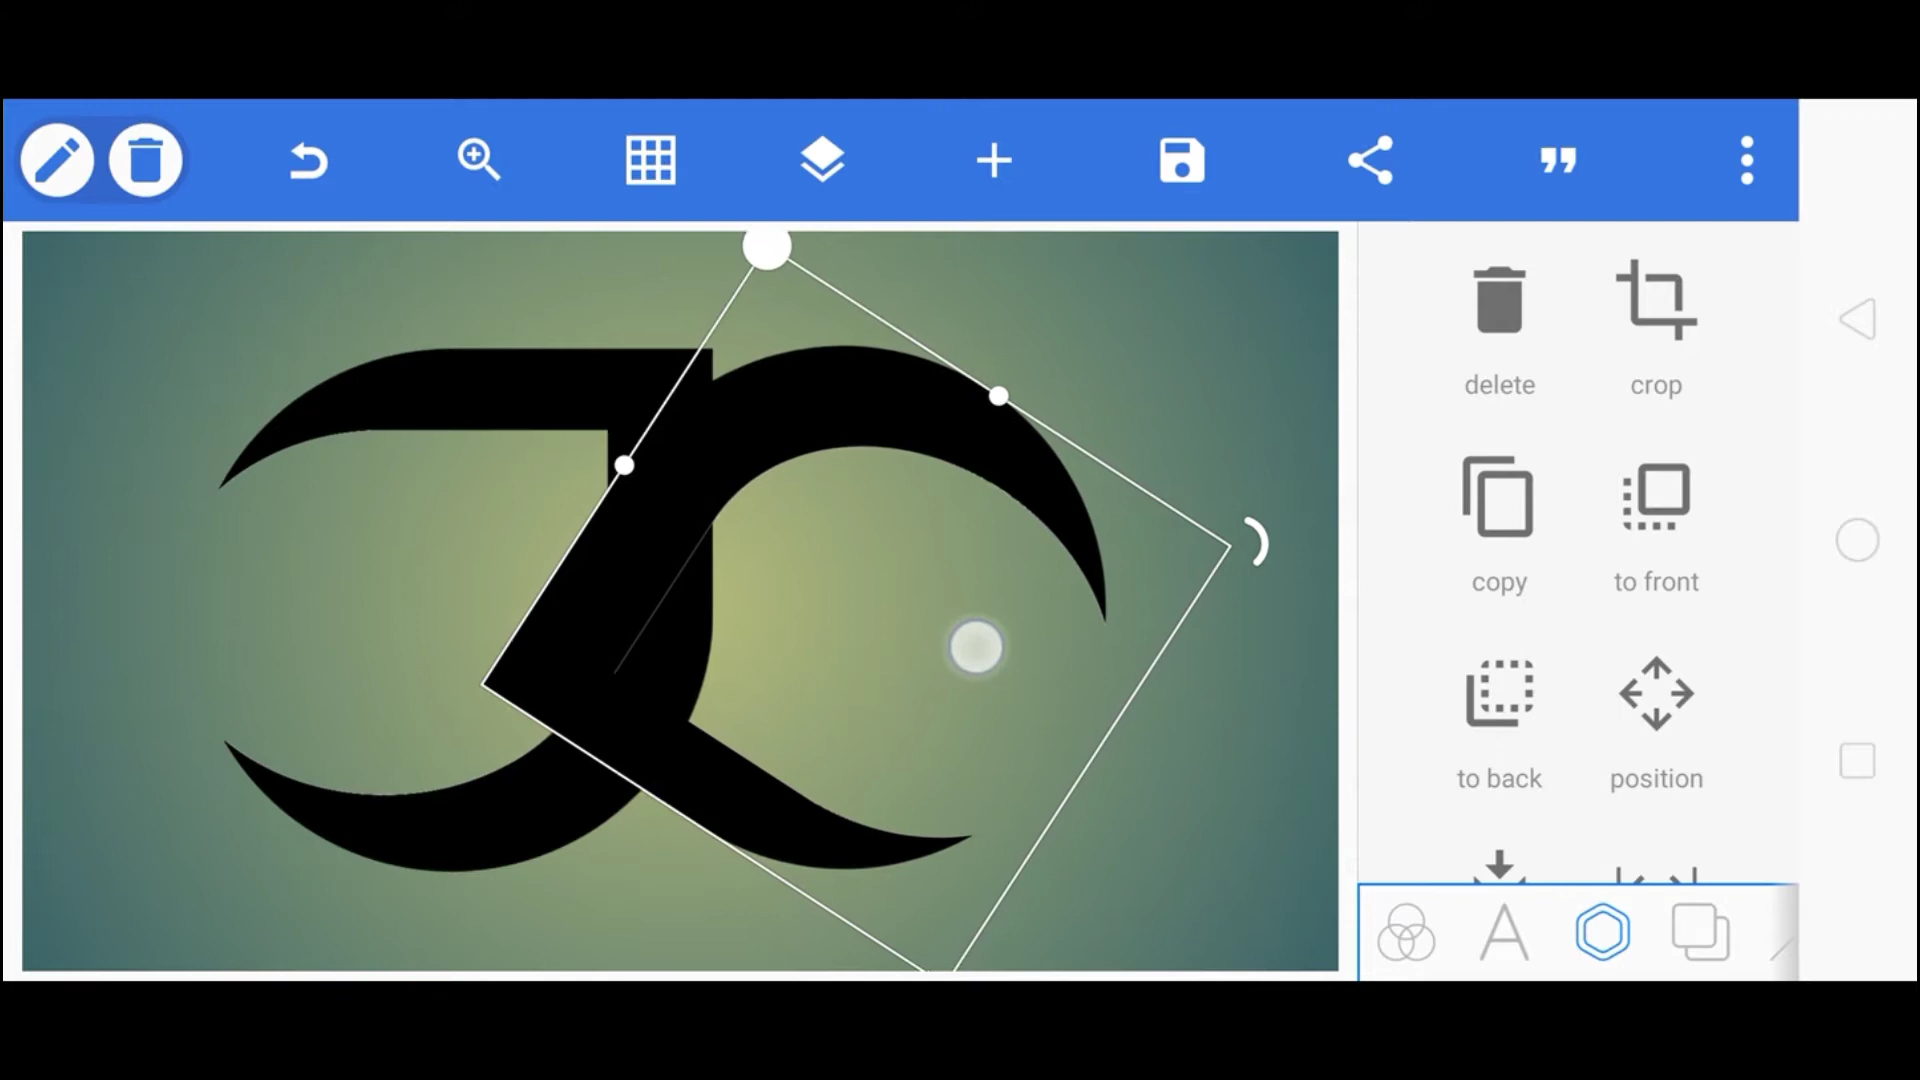 delete
crop
copy
to front
to back
position